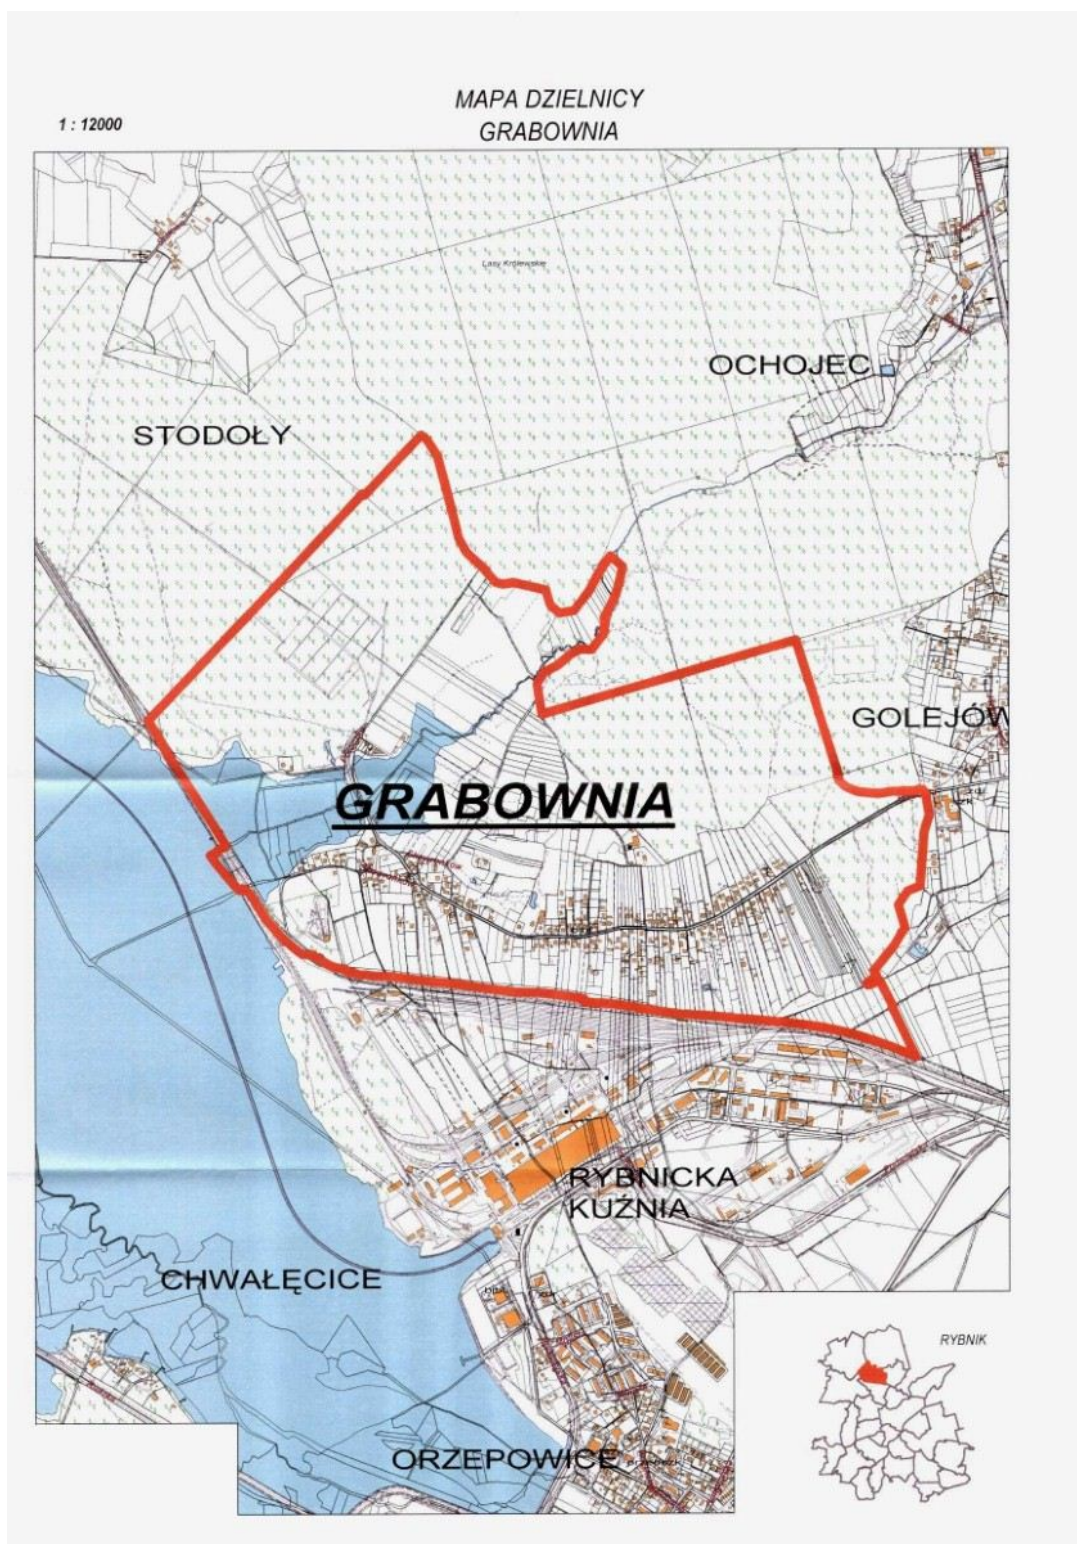 MAPA DZIELNICY
GRABOWNIA
1 : 12000
Lasy Królewskie
OCHOJEC
STODOŁY
GOLEJÓW
GRABOWNIA
RYBNICKA
KUŹNIA
CHWAŁĘCICE
RYBNIK
ORZEPOWICE